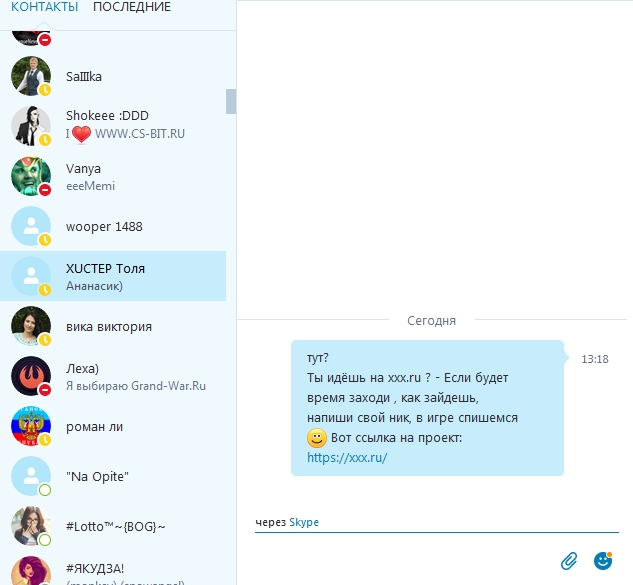 КОНТАКТЫ ПОСЛЕДНИЕ
SaШka
Shokeee :DDD
I WWW.CS-BIT.RU
Vanya
eeeMemi
wooper 1488
XUCTEP Толя
Ананасик)
вика виктория
Леха)
Я выбираю Grand-War.Ru
роман ли
"Na Opite"
#Lotto™~{BOG}~
#ЯКУДЗА!
Сегодня
тут?
13:18
Ты идёшь на xxx.ru ? - Если будет
время заходи , как зайдешь,
напиши свой ник, в игре спишемся
Вот ссылка на проект:
https://xxx.ru/
через Skype